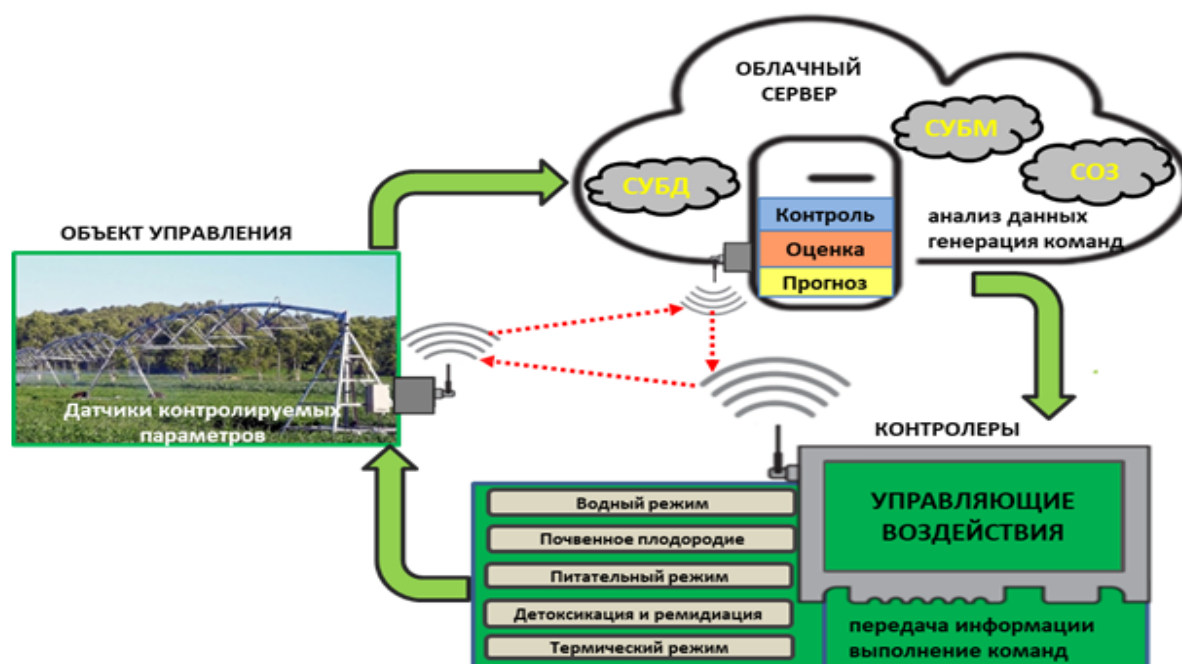 ОБЛАЧНЫЙ
СЕРВЕР
СУБМ
СОЗ
СУБД
Контроль
Оценка
Прогноз
анализ данных
генерация команд
ОБЪЕКТ УПРАВЛЕНИЯ
Датчики контролируемых
параметров
КОНТРОЛЕРЫ
УПРАВЛЯЮЩИЕ
ВОЗДЕЙСТВИЯ
Водный режим
Почвенное плодородие
Питательный режим
Детоксикация и ремидиация
Термический режим
передача информации
выполнение команд